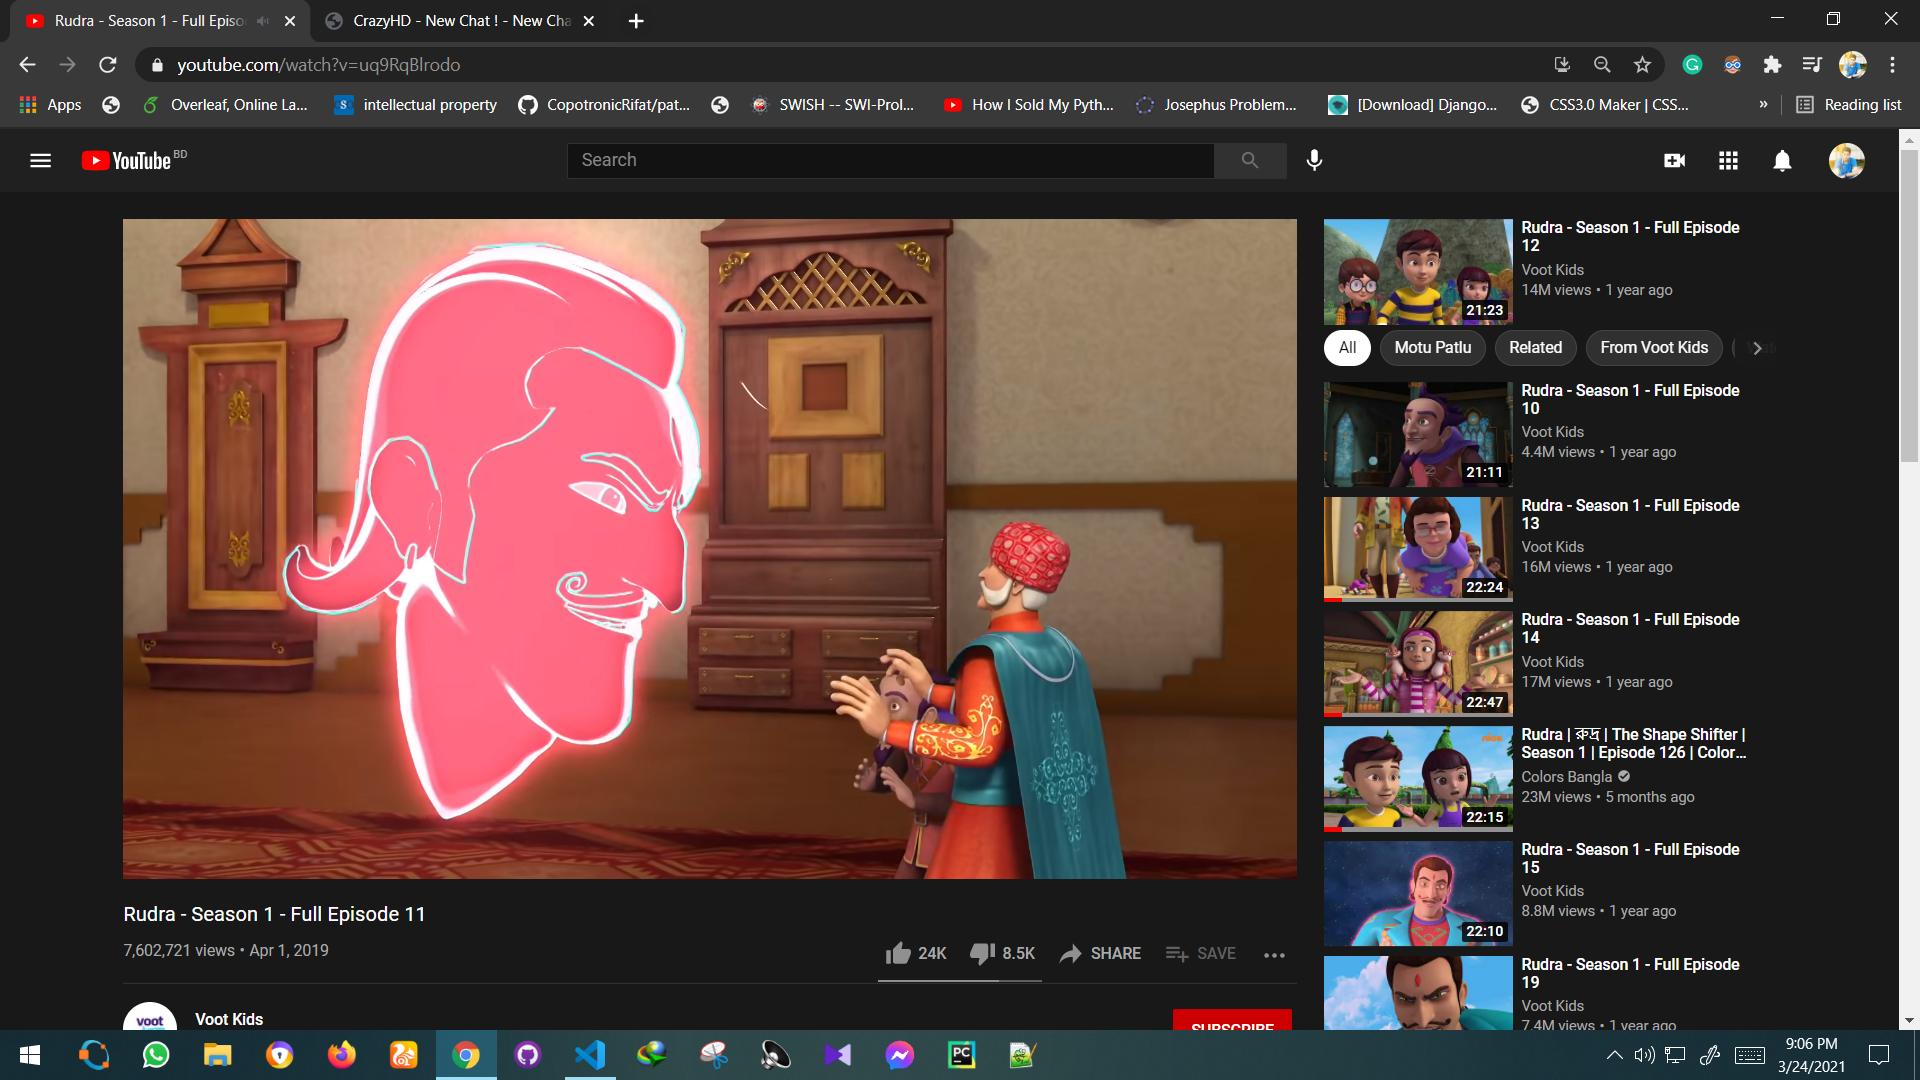 Rudra - Season 1 - Full Episo
CrazyHD - New Chat ! - New Cha
youtube.com/watch?v=uq9RqBlrodo
Apps
Overleaf, Online La...
intellectual property
CopotronicRifat/pat...
SWISH -- SWI-Prol...
How I Sold My Pyth...
Josephus Problem...
[Download] Django...
CSS3.0 Maker | CSS...
»
Reading list
YouTube BD
Search
Rudra - Season 1 - Full Episode
12
Voot Kids
14M views • 1 year ago
21:23
All
Motu Patlu
Related
From Voot Kids
Rudra - Season 1 - Full Episode
10
Voot Kids
4.4M views • 1 year ago
21:11
Rudra - Season 1 - Full Episode
13
Voot Kids
16M views • 1 year ago
22:24
Rudra - Season 1 - Full Episode
14
Voot Kids
17M views • 1 year ago
22:47
Rudra | রুদ্র | The Shape Shifter |
Season 1 | Episode 126 | Color...
Colors Bangla
23M views • 5 months ago
22:15
Rudra - Season 1 - Full Episode
15
Voot Kids
8.8M views • 1 year ago
22:10
Rudra - Season 1 - Full Episode
19
Voot Kids
7.4M views • 1 year ago
Rudra - Season 1 - Full Episode 11
7,602,721 views • Apr 1, 2019
24K
8.5K
SHARE
SAVE
voot
Voot Kids
SUBSCRIBE
9:06 PM
3/24/2021